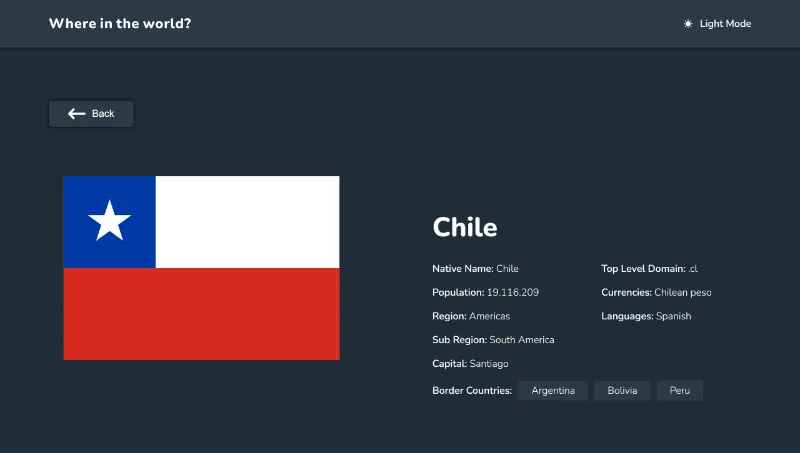 Where in the world?
Light Mode
Back
Chile
Native Name: Chile
Population: 19.116.209
Region: Americas
Sub Region: South America
Capital: Santiago
Top Level Domain: .cl
Currencies: Chilean peso
Languages: Spanish
Border Countries: Argentina Bolivia Peru